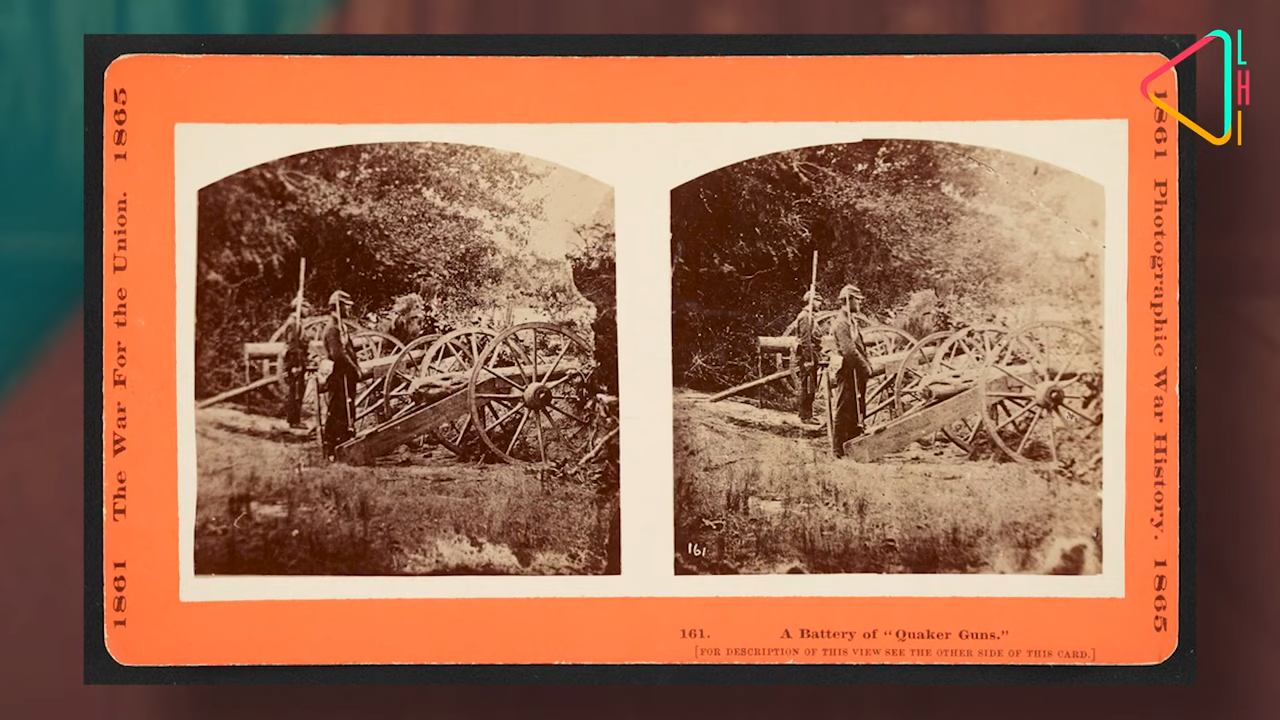 1861 The War For the Union. 1865
1861 Photographic War History. 1865
161
161. A Battery of "Quaker Guns."
[FOR DESCRIPTION OF THIS VIEW SEE THE OTHER SIDE OF THIS CARD.]
LHI